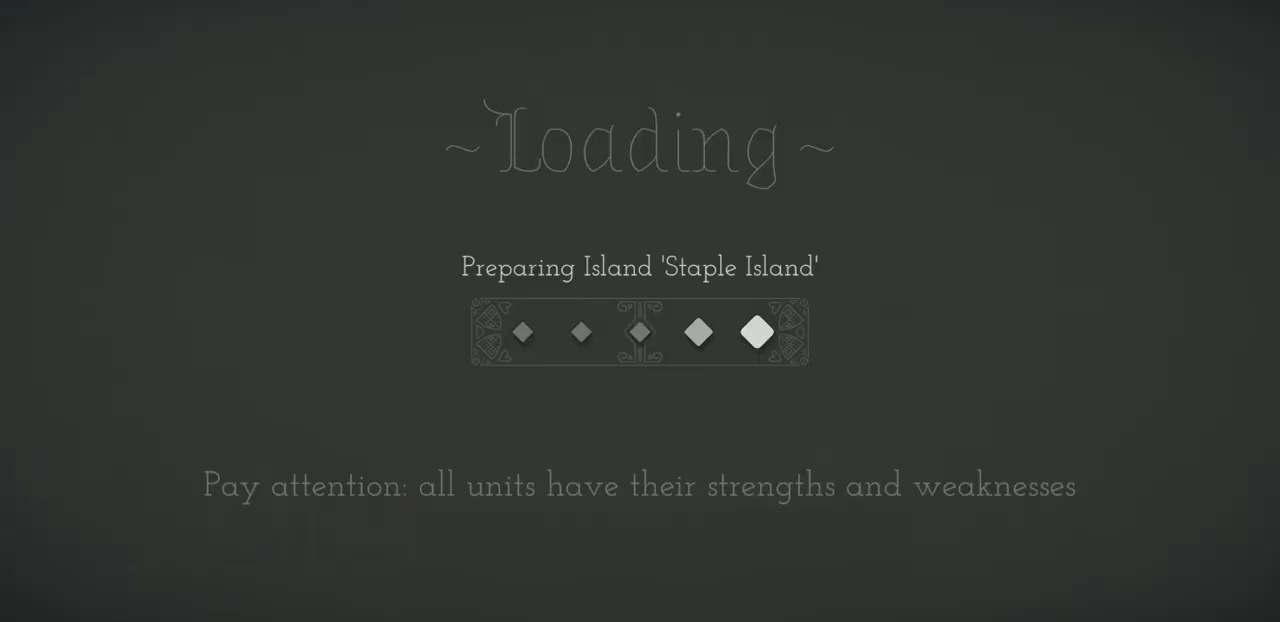 ~ Loading ~
Preparing Island 'Staple Island'
Pay attention: all units have their strengths and weaknesses